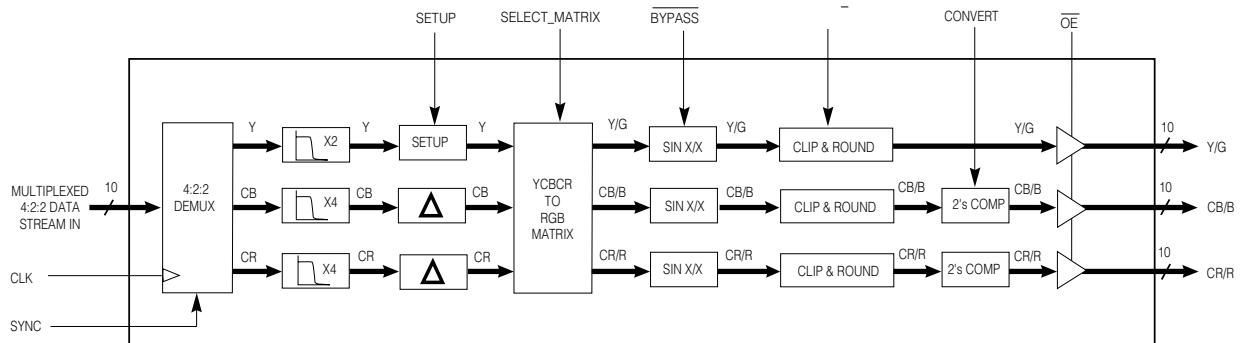 SETUP
SELECT_MATRIX
BYPASS
CONVERT
OE
Y
X2
Y
SETUP
Y
Y/G
SIN X/X
Y/G
CLIP & ROUND
Y/G
10
Y/G
MULTIPLEXED
4:2:2 DATA
STREAM IN
10
4:2:2
DEMUX
CB
X4
CB
Δ
CB
YCBCR
TO
RGB
MATRIX
CB/B
SIN X/X
CB/B
CLIP & ROUND
CB/B
2's COMP
CB/B
10
CB/B
CR
X4
CR
Δ
CR
CR/R
SIN X/X
CR/R
CLIP & ROUND
CR/R
2's COMP
CR/R
10
CR/R
CLK
SYNC